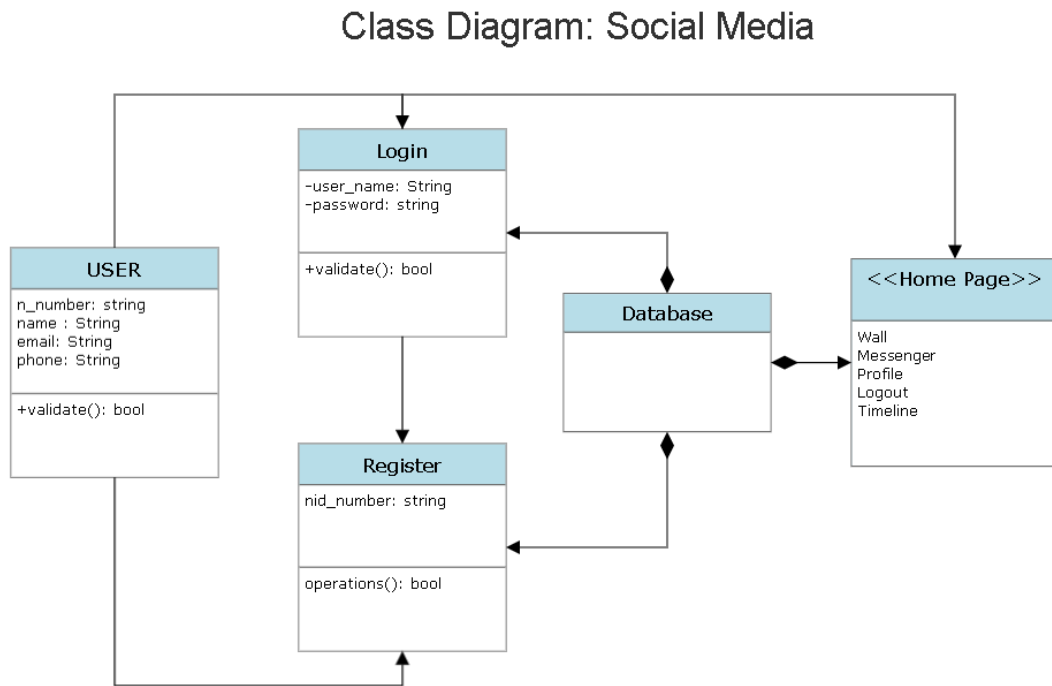 Class Diagram: Social Media
Login
-user_name: String
-password: string
+validate(): bool
USER
n_number: string
name : String
email: String
phone: String
+validate(): bool
Database
<<Home Page>>
Wall
Messenger
Profile
Logout
Timeline
Register
nid_number: string
operations(): bool